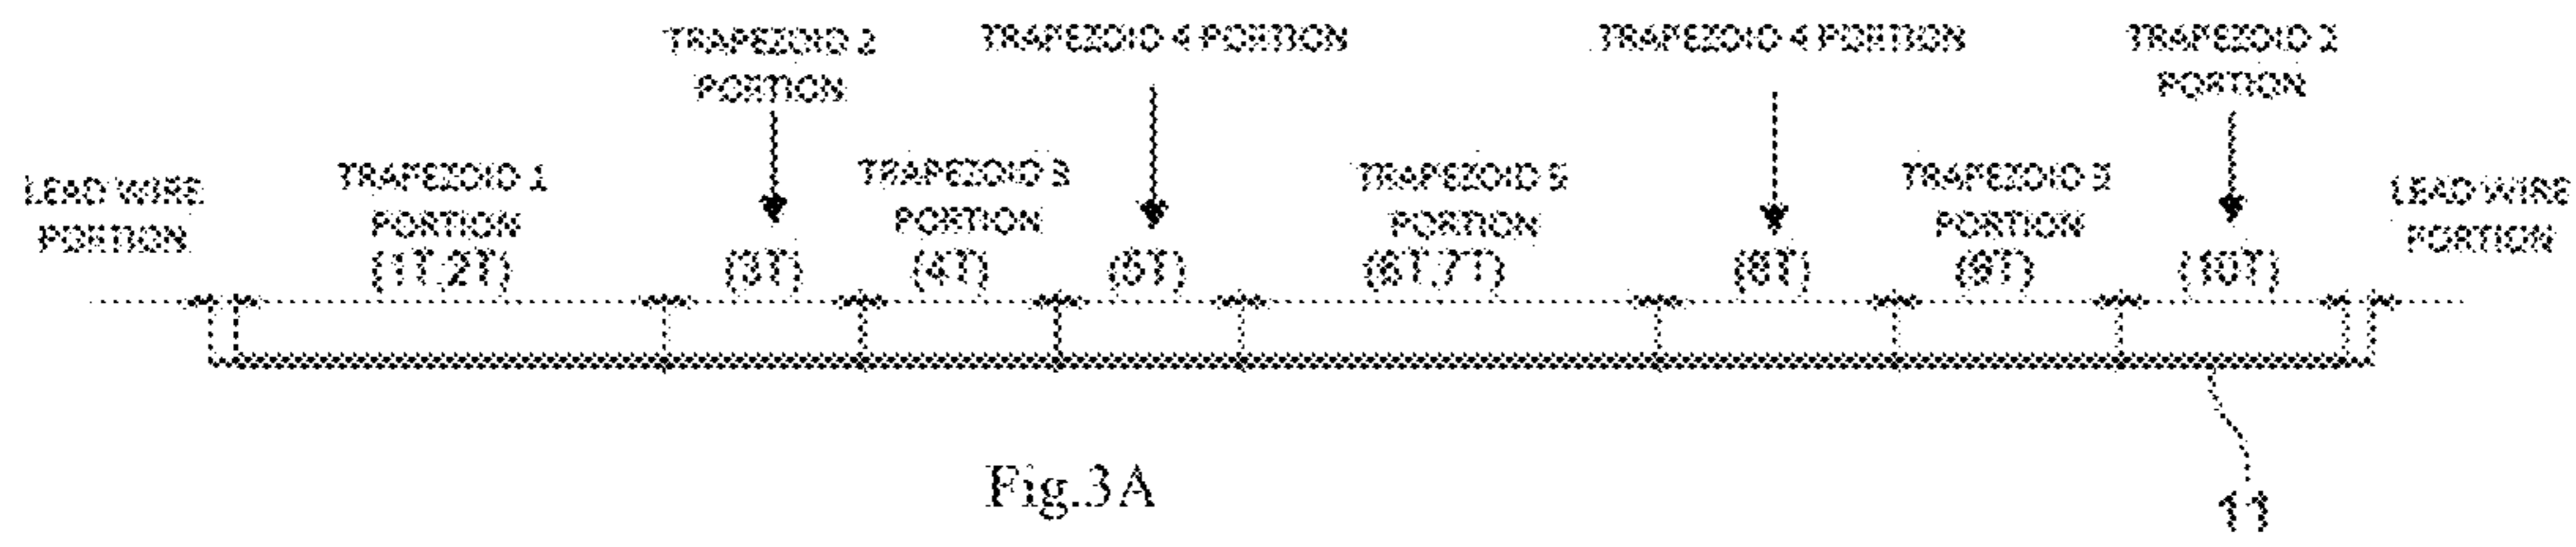 TRAPEZOID 2
PORTION
TRAPEZOID 4 PORTION
TRAPEZOID 4 PORTION
TRAPEZOID 2
PORTION
LEAD WIRE
PORTION
TRAPEZOID 1
PORTION
(1T,2T)
(3T)
TRAPEZOID 3
PORTION
(4T)
(5T)
TRAPEZOID 5
PORTION
(6T,7T)
(8T)
TRAPEZOID 3
PORTION
(9T)
(10T)
LEAD WIRE
PORTION
11
Fig.3A